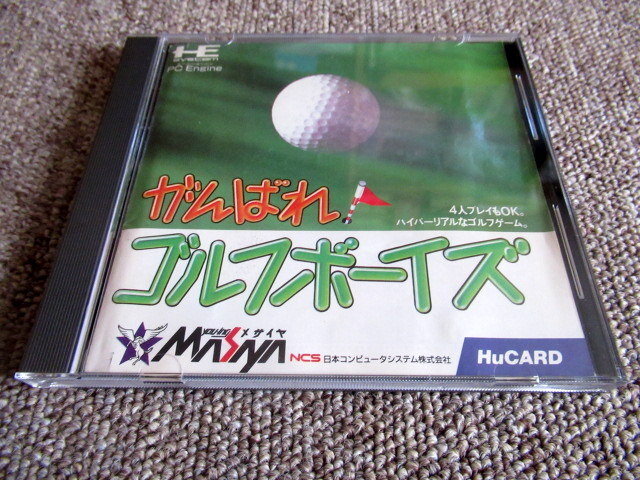 HE SYSTEM
PC Engine
がんばれ!
4人プレイもOK。
ハイパーリアルなゴルフゲーム。
ゴルフボーイズ
you-ing メサイヤ
MASAYA
NCS 日本コンピュータシステム株式会社
HuCARD